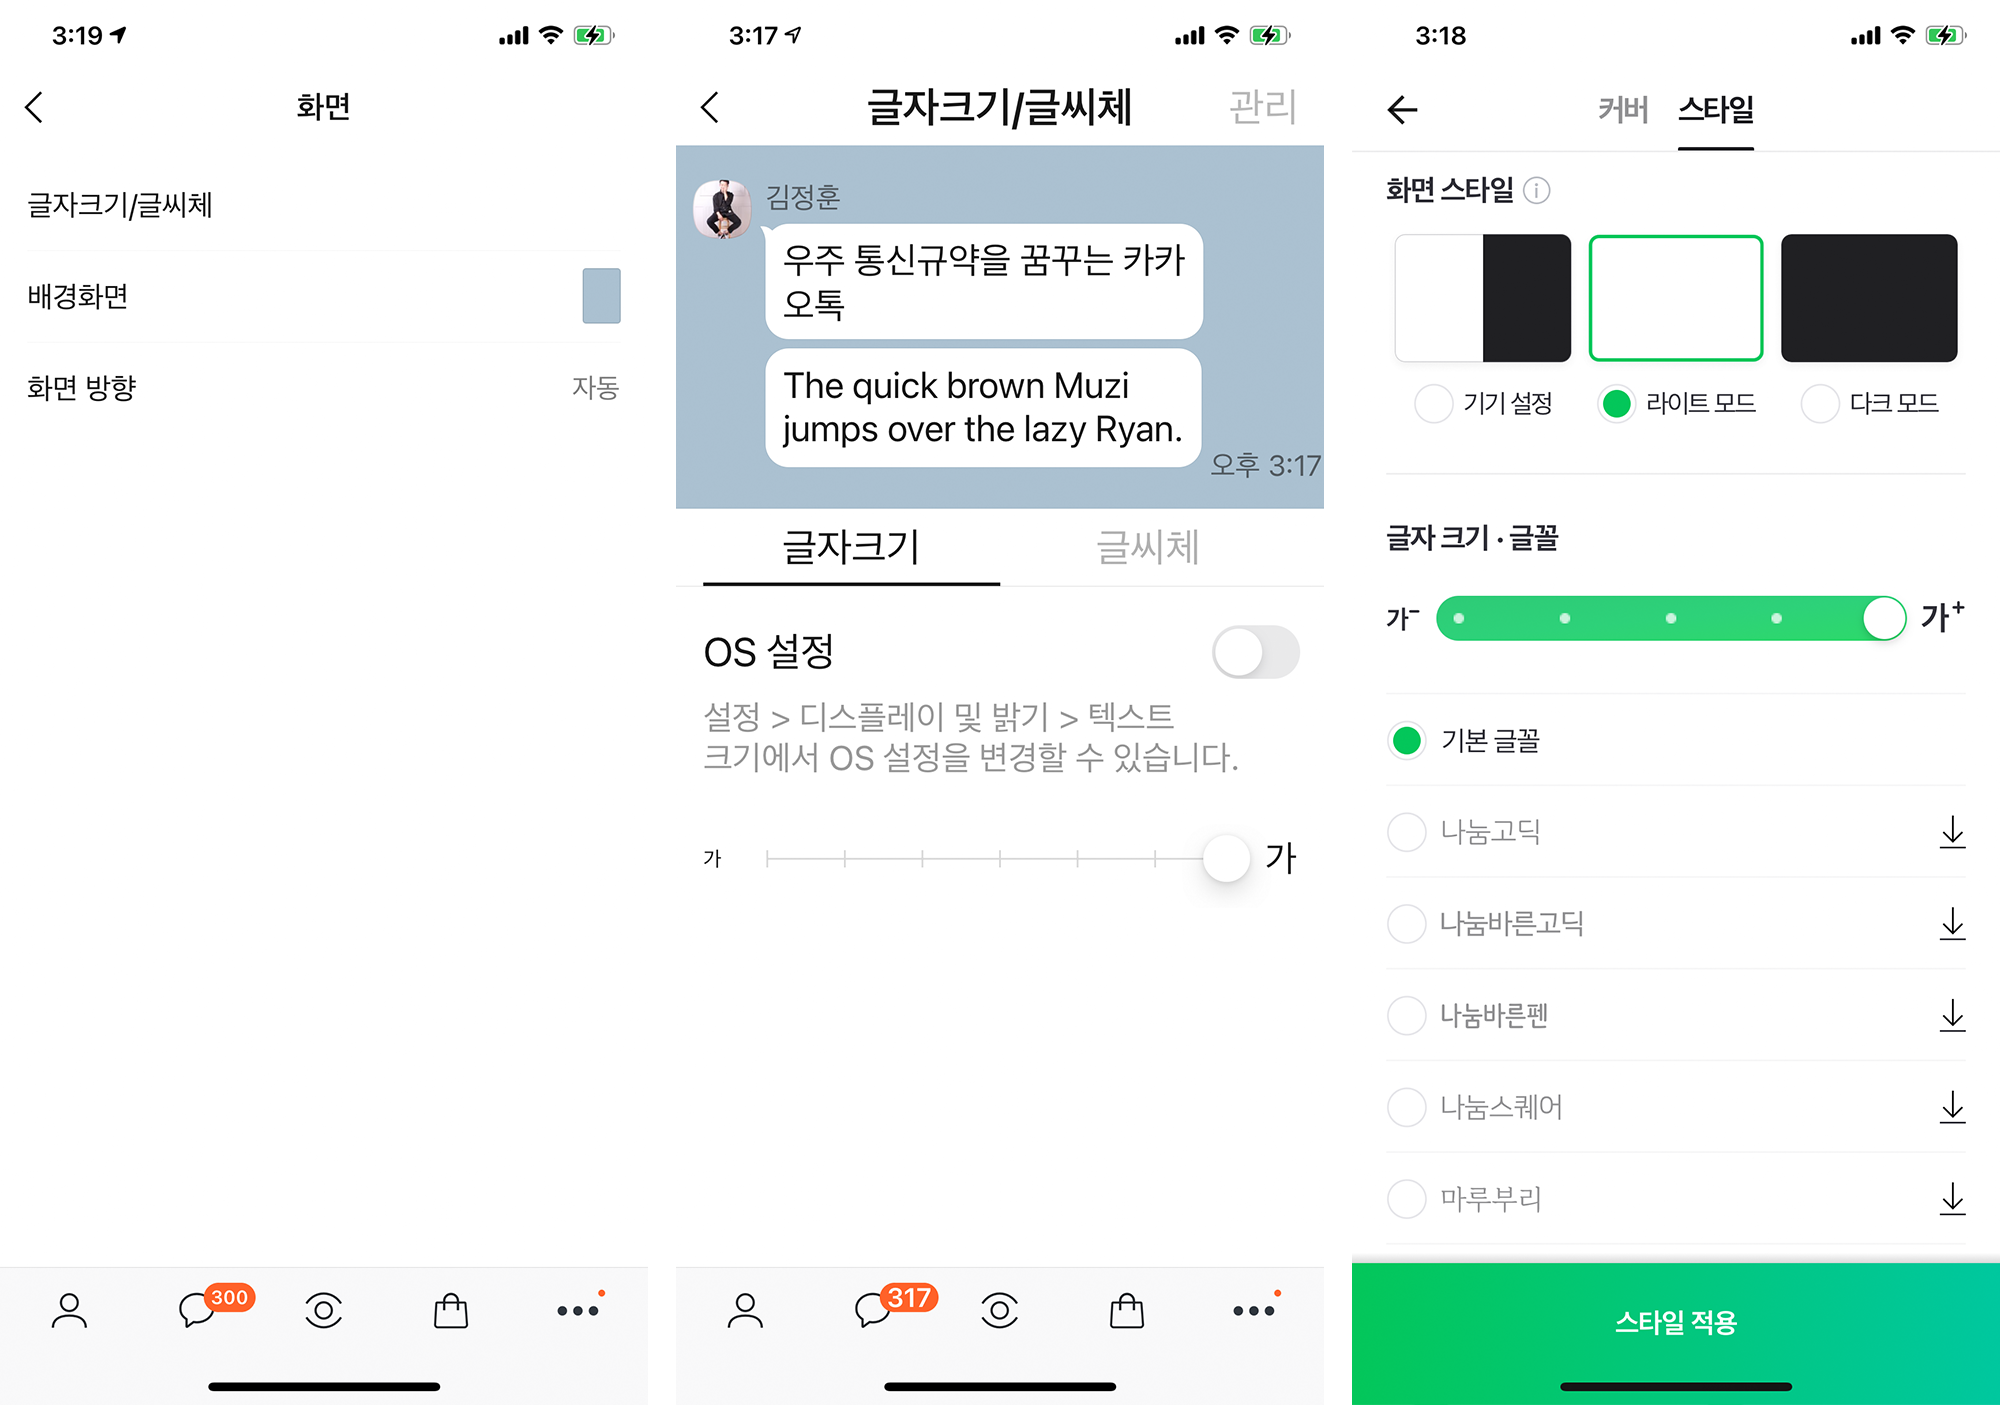 3:19
화면
글자크기/글씨체
배경화면
화면 방향
자동
300
3:17
글자크기/글씨체
관리
김정훈
우주 통신규약을 꿈꾸는 카카
오톡
The quick brown Muzi
jumps over the lazy Ryan.
오후 3:17
글자크기
글씨체
OS 설정
설정 > 디스플레이 및 밝기 > 텍스트
크기에서 OS 설정을 변경할 수 있습니다.
가
가
317
3:18
커버
스타일
화면 스타일
기기 설정
라이트 모드
다크 모드
글자 크기 · 글꼴
가-
가+
기본 글꼴
나눔고딕
나눔바른고딕
나눔바른펜
나눔스퀘어
마루부리
스타일 적용